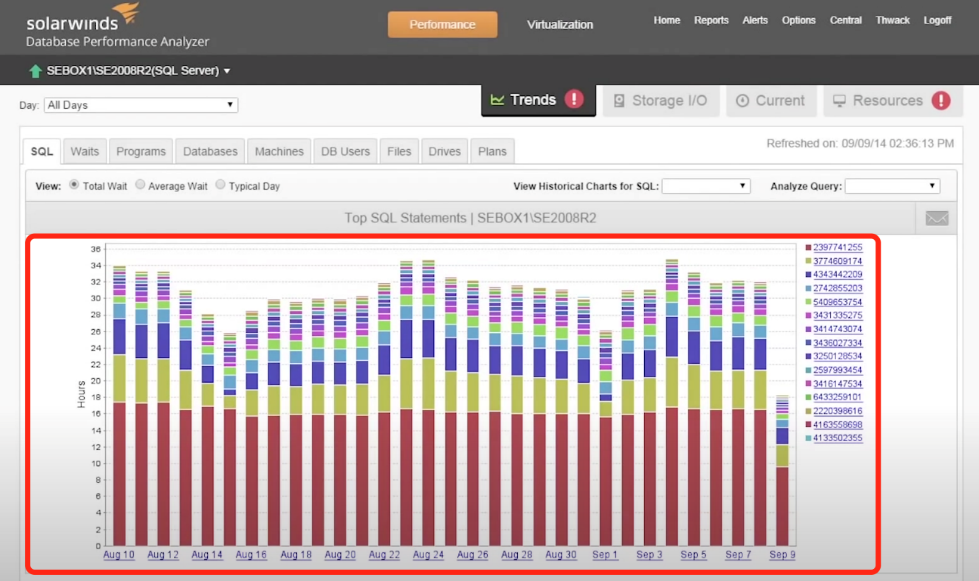 solarwinds
Database Performance Analyzer
Performance
Virtualization
Home Reports Alerts Options Central Thwack Logoff
SEBOX1\SE2008R2(SQL Server)
Day: All Days
Trends
Storage I/O
Current
Resources
SQL Waits Programs Databases Machines DB Users Files Drives Plans
Refreshed on: 09/09/14 02:36:13 PM
View: Total Wait Average Wait Typical Day
View Historical Charts for SQL:
Analyze Query:
Top SQL Statements | SEBOX1\SE2008R2
Hours
36
34
32
30
28
26
24
22
20
18
16
14
12
10
8
6
4
2
0
Aug 10 Aug 12 Aug 14 Aug 16 Aug 18 Aug 20 Aug 22 Aug 24 Aug 26 Aug 28 Aug 30 Sep 1 Sep 3 Sep 5 Sep 7 Sep 9
2397741255
3774609174
4343442209
2742855203
5409653754
3431335275
3414743074
3436027334
3250128534
2597993454
3416147534
6433259101
2220398616
4163558698
4133502355